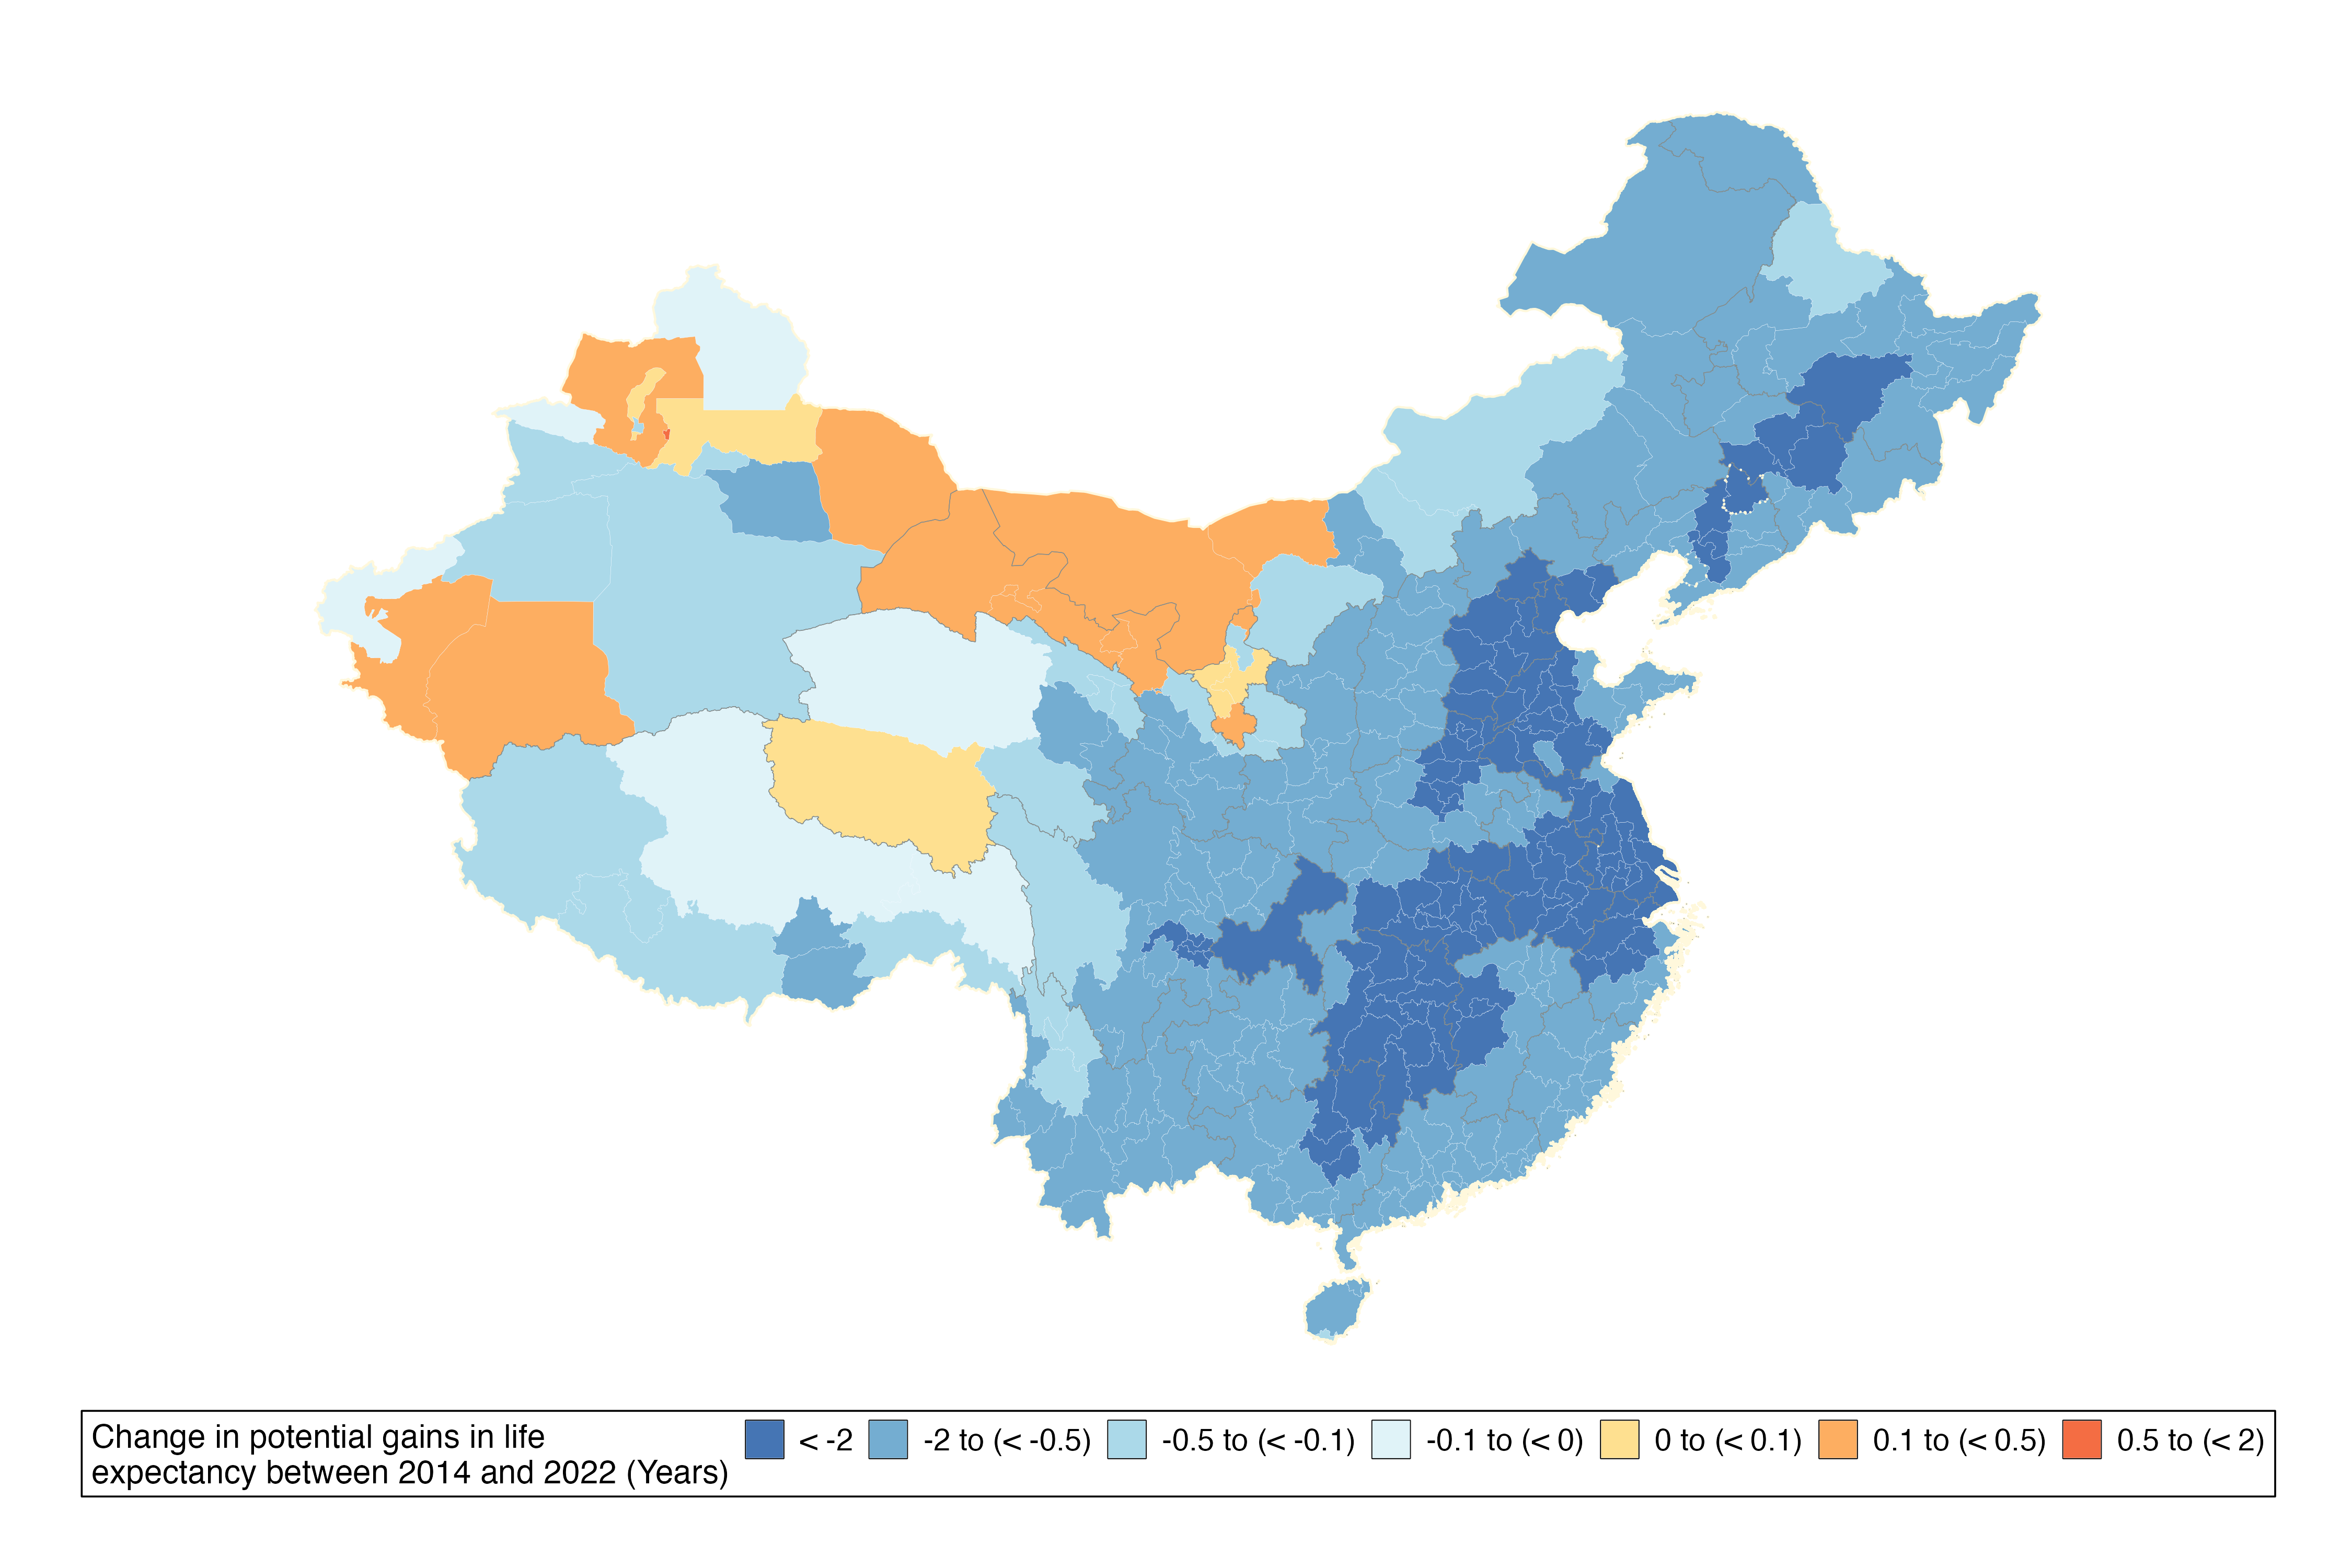 Change in potential gains in life
expectancy between 2014 and 2022 (Years)
< -2
-2 to (< -0.5)
-0.5 to (< -0.1)
-0.1 to (< 0)
0 to (< 0.1)
0.1 to (< 0.5)
0.5 to (< 2)